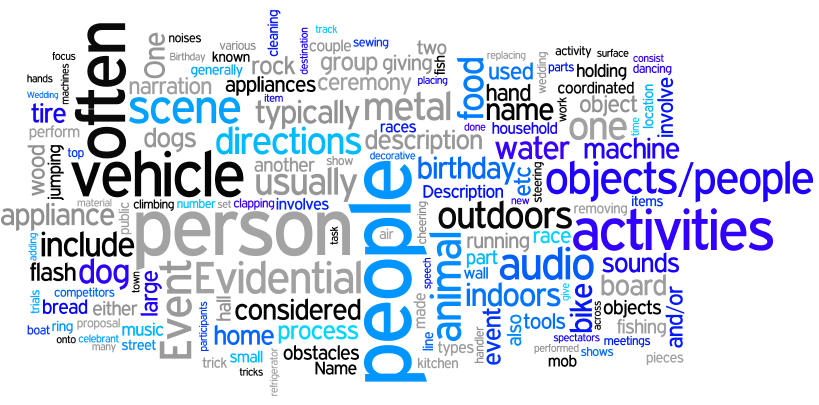 track
noises
One
often
focus
Birthday
known
various
couple
sewing
cleaning
destination
two
group
giving
fish
rock
generally
machines
hands
narration
appliances
ceremony
placing
food
replacing
used
wedding
activity
surface
parts
holding
consist
dancing
coordinated
hand
work
name
object
location
involve
Wedding
item
tire
scene
typically
metal
races
done
household
one
time
perform
dogs
directions
description
water
machine
wood
jumping
top
another
show
decorative
birthday
etc
steering
vehicle
usually
people
Description
new
objects/people
material
climbing
number
set
clapping
involves
items
appliance
public
person
task
cheering
outdoors
removing
activities
air
running
race
adding
include
part
audio
sounds
flash
dog
town
large
Event
Evidential
speech
animal
wall
board
trials
competitors
indoors
give
bike
across
objects
and/or
bread
either
participants
hall
considered
made
boat
ring
proposal
music
home
process
line
event
also
tools
fishing
onto
celebrant
many
street
spectators
meetings
trick
small
obstacles
types
handler
performed
shows
tricks
refrigerator
Name
kitchen
mob
pieces